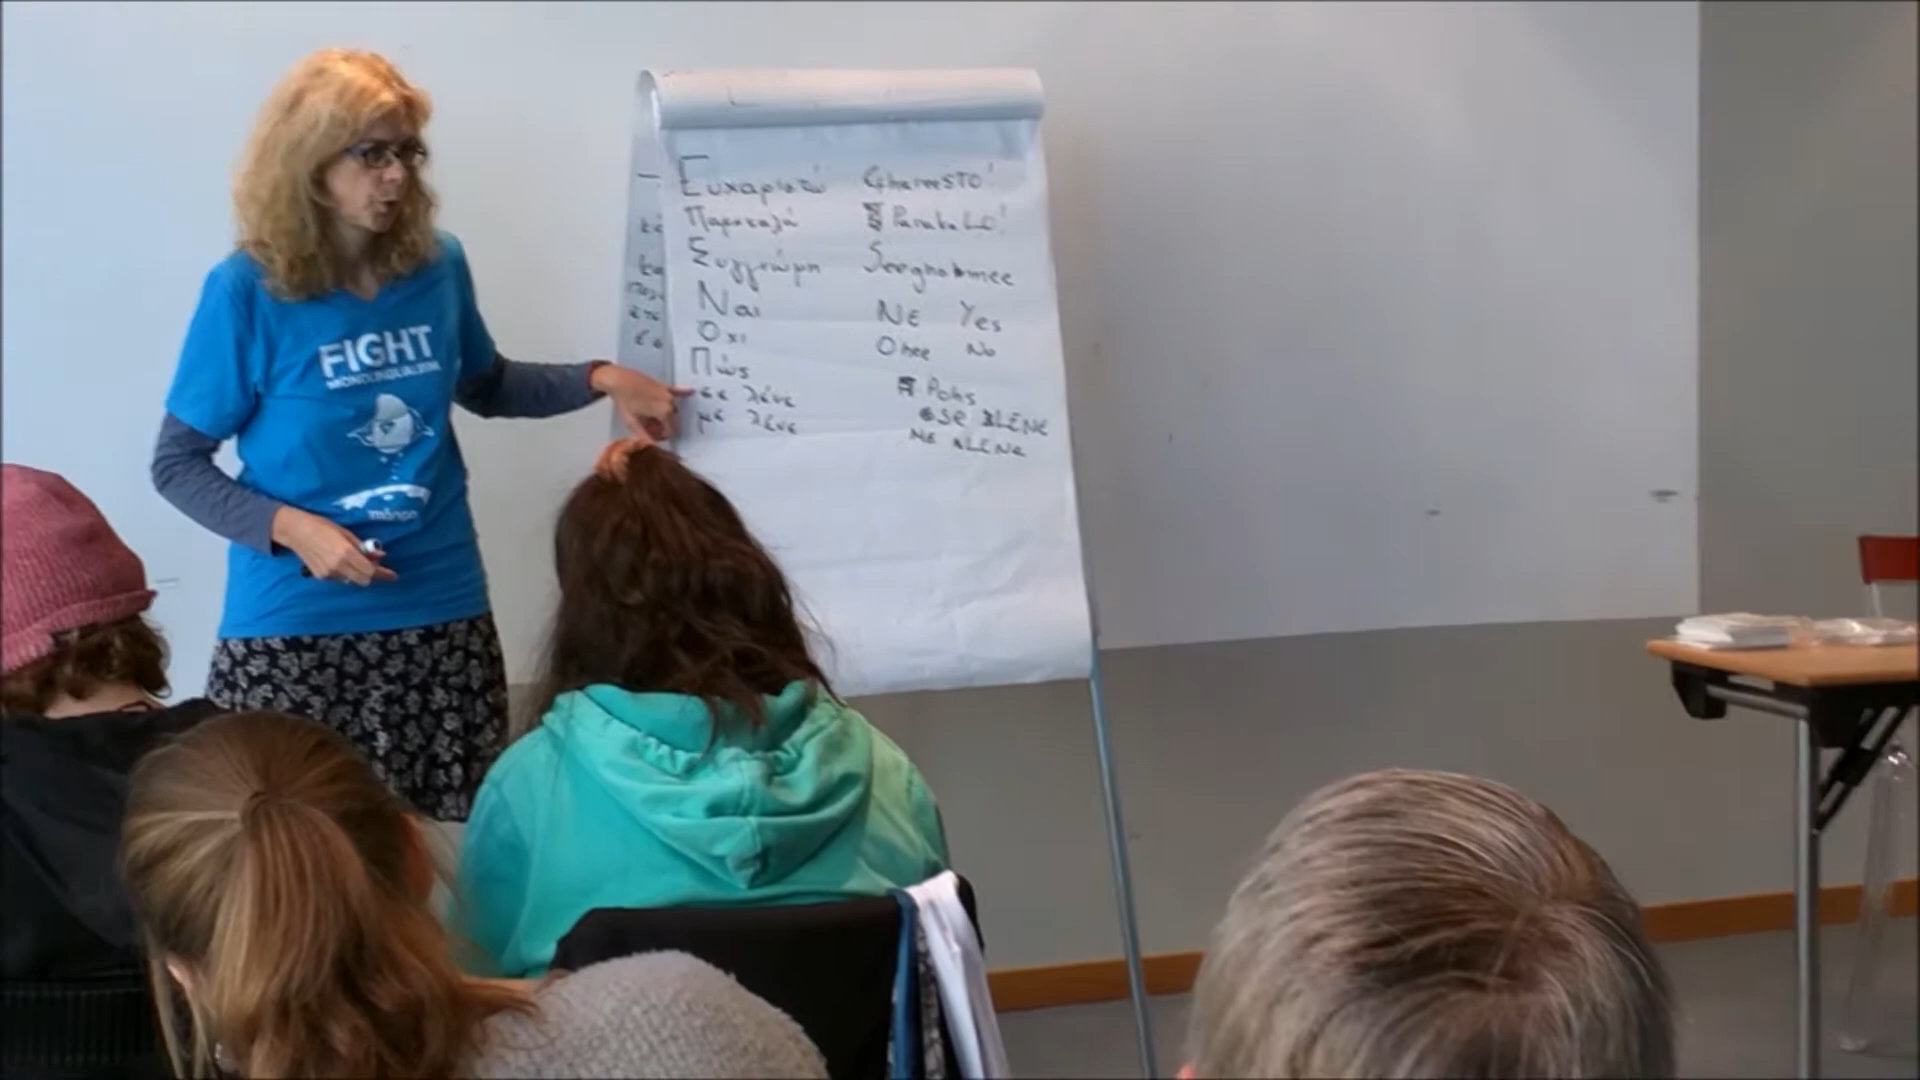 FIGHT
MONOLINGUALISM
Ευχαριστώ Efhareesto!
Παρακαλώ Parakalo!
Συγγνώμη Seeghnohmee
Ναι NE Yes
Όχι Ohee No
Πώς Pohs
σε λένε SE LENE
με λένε ME LENE